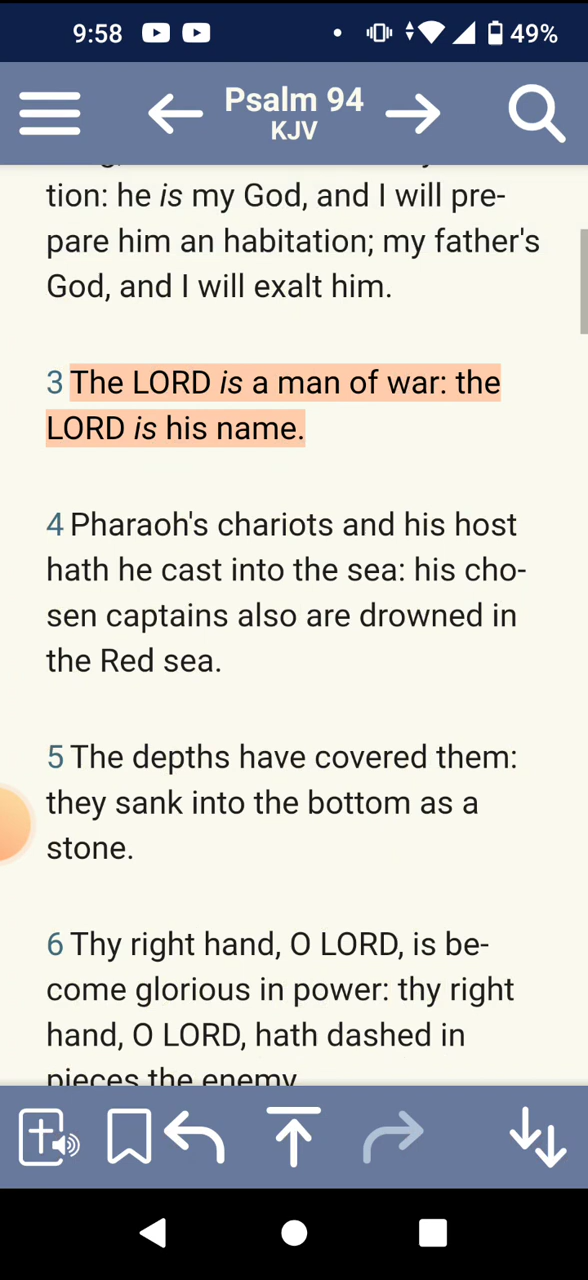 9:58
49%
Psalm 94
KJV
tion: he is my God, and I will pre-
pare him an habitation; my father's
God, and I will exalt him.
3 The LORD is a man of war: the
LORD is his name.
4 Pharaoh's chariots and his host
hath he cast into the sea: his cho-
sen captains also are drowned in
the Red sea.
5 The depths have covered them:
they sank into the bottom as a
stone.
6 Thy right hand, O LORD, is be-
come glorious in power: thy right
hand, O LORD, hath dashed in
pieces the enemy